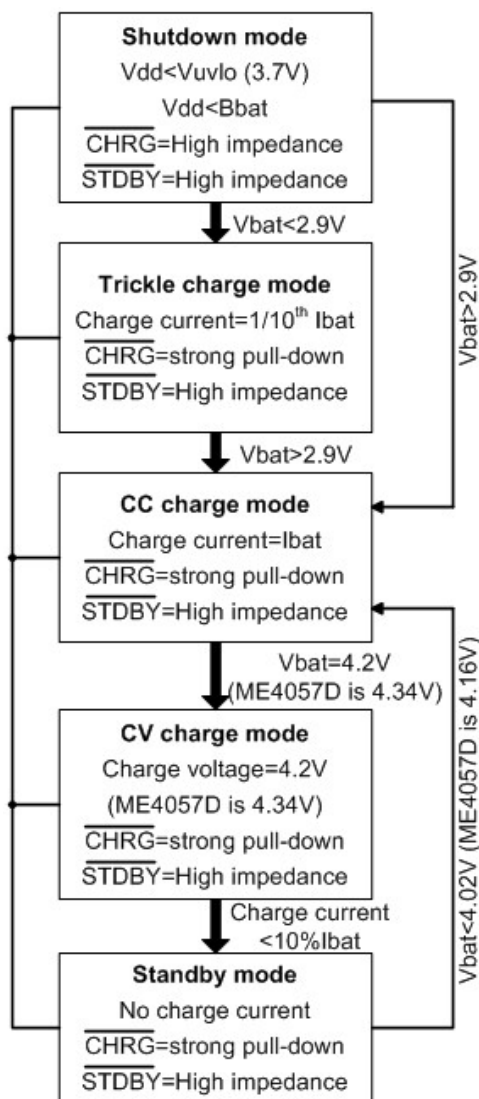 Shutdown mode
Vdd<Vuvlo (3.7V)
Vdd<Bbat
CHRG=High impedance
STDBY=High impedance
Vbat<2.9V
Vbat>2.9V
Trickle charge mode
Charge current=1/10th Ibat
CHRG=strong pull-down
STDBY=High impedance
Vbat>2.9V
CC charge mode
Charge current=Ibat
CHRG=strong pull-down
STDBY=High impedance
Vbat=4.2V
(ME4057D is 4.34V)
Vbat<4.02V (ME4057D is 4.16V)
CV charge mode
Charge voltage=4.2V
(ME4057D is 4.34V)
CHRG=strong pull-down
STDBY=High impedance
Charge current
<10%Ibat
Standby mode
No charge current
CHRG=strong pull-down
STDBY=High impedance